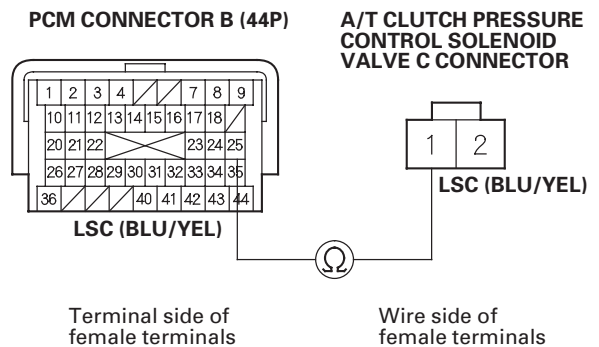 PCM CONNECTOR B (44P)
A/T CLUTCH PRESSURE
CONTROL SOLENOID
VALVE C CONNECTOR
1 2 3 4 7 8 9
10 11 12 13 14 15 16 17 18
20 21 22 23 24 25
26 27 28 29 30 31 32 33 34 35
36 40 41 42 43 44
LSC (BLU/YEL)
1 2
LSC (BLU/YEL)
Ω
Terminal side of
female terminals
Wire side of
female terminals